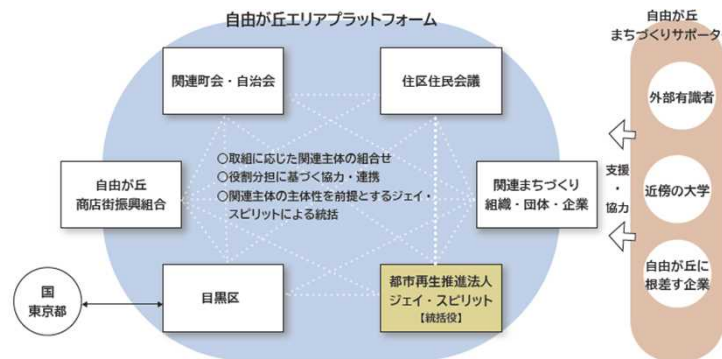 自由が丘エリアプラットフォーム
自由が丘
まちづくりサポーター
関連町会・自治会
住区住民会議
外部有識者
○取組に応じた関連主体の組合せ
○役割分担に基づく協力・連携
○関連主体の主体性を前提とするジェイ・
スピリットによる統括
自由が丘
商店街振興組合
関連まちづくり
組織・団体・企業
支援
・
協力
近傍の大学
国
東京都
目黒区
都市再生推進法人
ジェイ・スピリット
【統括役】
自由が丘に
根差す企業